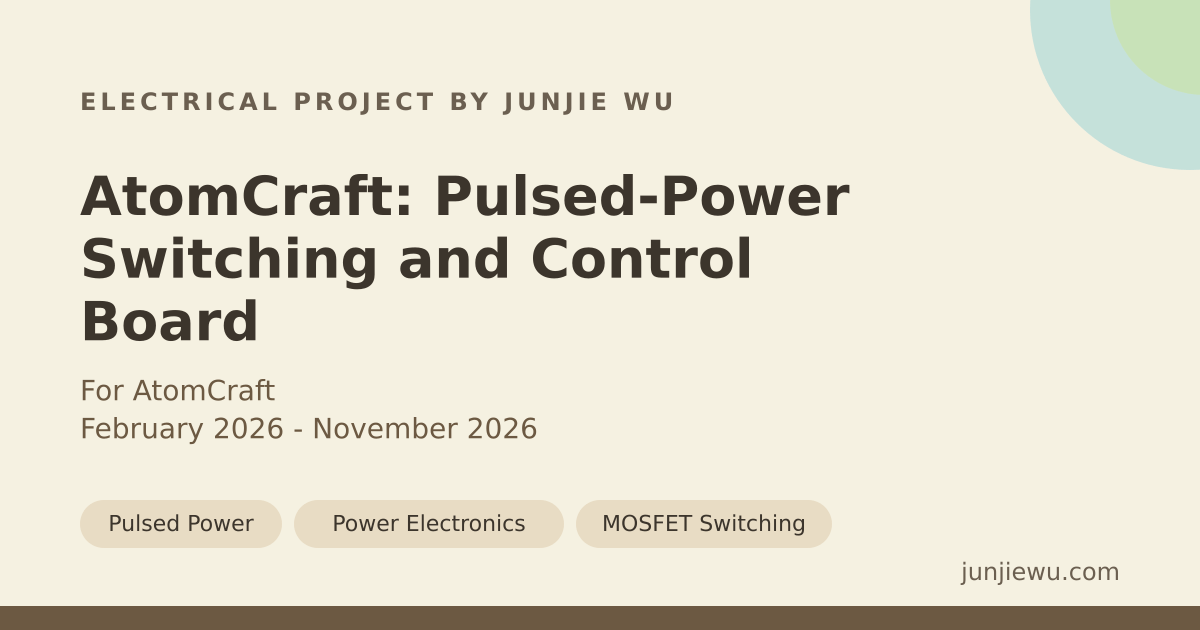 ELECTRICAL PROJECT BY JUNJIE WU
AtomCraft: Pulsed-Power
Switching and Control
Board
For AtomCraft
February 2026 - November 2026
Pulsed Power
Power Electronics
MOSFET Switching
junjiewu.com